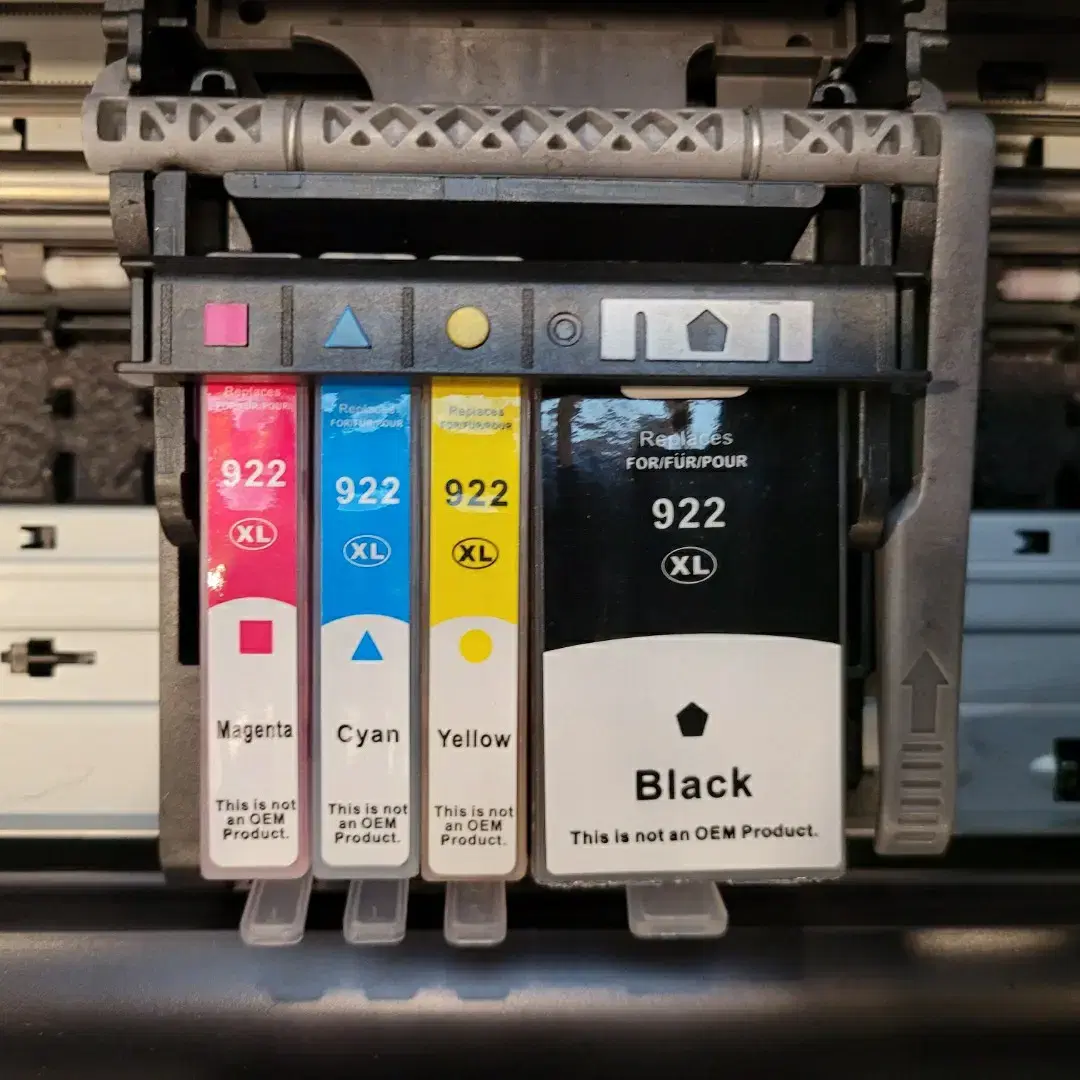 Replaces
FOR/FÜR/POUR
922
XL
Magenta
This is not
an OEM
Product.
Replaces
FOR/FÜR/POUR
922
XL
Cyan
This is not
an OEM
Product.
Replaces
FOR/FÜR/POUR
922
XL
Yellow
This is not
an OEM
Product.
Replaces
FOR/FÜR/POUR
922
XL
Black
This is not an OEM Product.